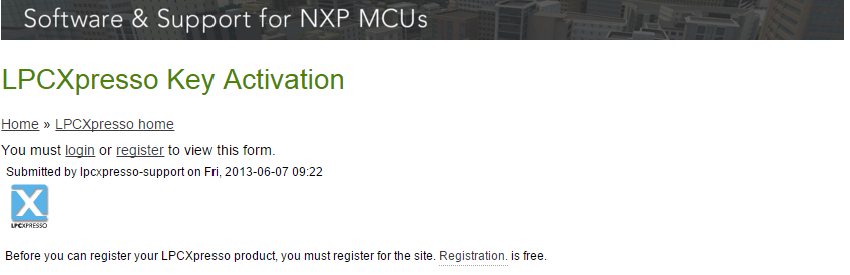 Software & Support for NXP MCUs
LPCXpresso Key Activation
Home » LPCXpresso home
You must login or register to view this form.
Submitted by lpcxpresso-support on Fri, 2013-06-07 09:22
X
LPCXPRESSO
Before you can register your LPCXpresso product, you must register for the site. Registration. is free.